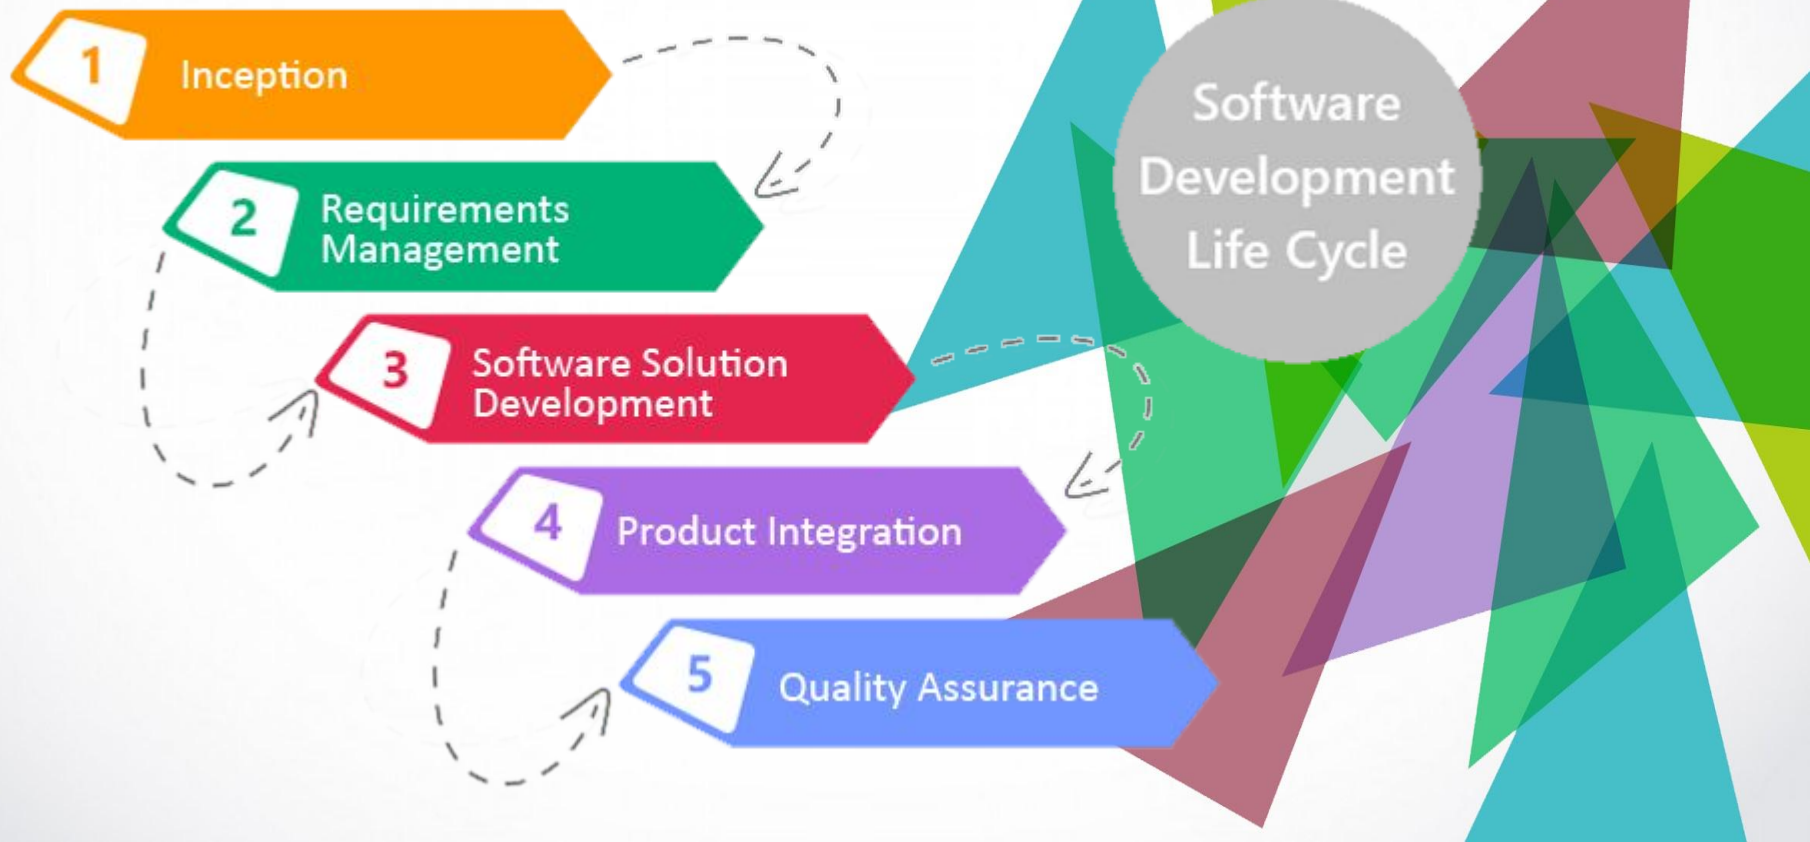 1
Inception
2
Requirements
Management
3
Software Solution
Development
4
Product Integration
5
Quality Assurance
Software
Development
Life Cycle